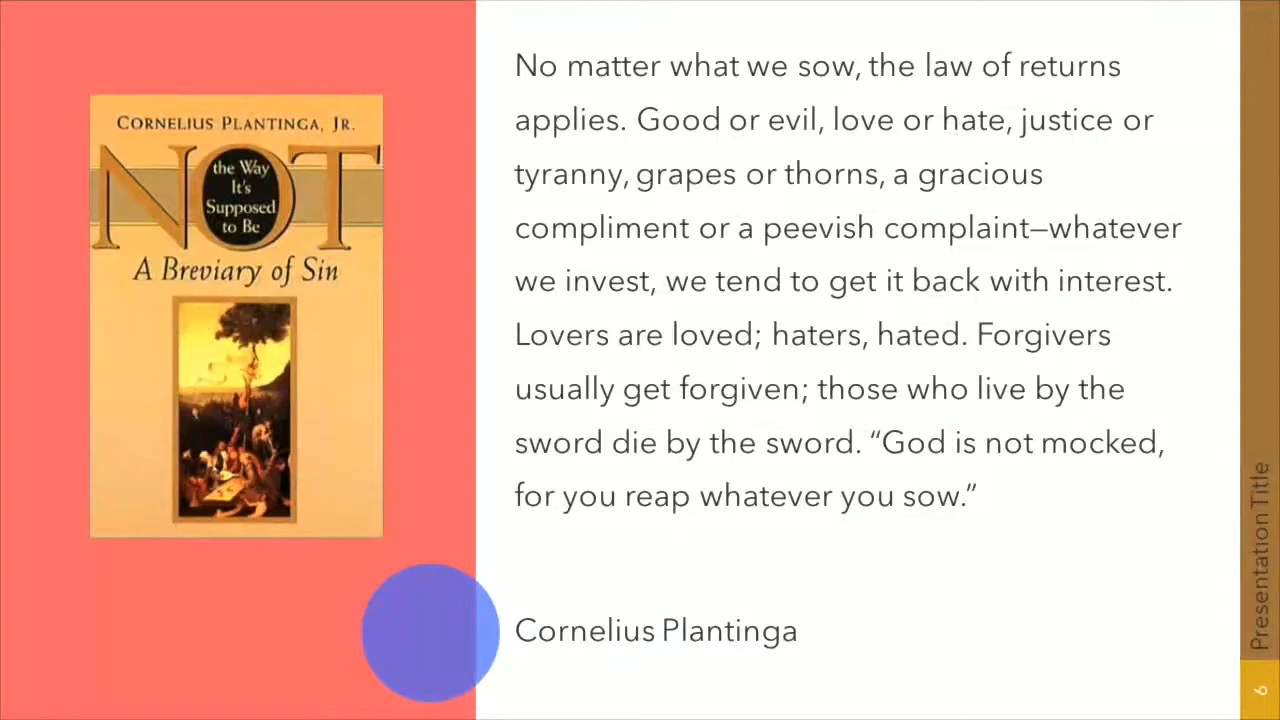 CORNELIUS PLANTINGA, JR.
NOT
the Way
It's
Supposed
to Be
A Breviary of Sin
No matter what we sow, the law of returns
applies. Good or evil, love or hate, justice or
tyranny, grapes or thorns, a gracious
compliment or a peevish complaint—whatever
we invest, we tend to get it back with interest.
Lovers are loved; haters, hated. Forgivers
usually get forgiven; those who live by the
sword die by the sword. “God is not mocked,
for you reap whatever you sow.”
Cornelius Plantinga
Presentation Title
6